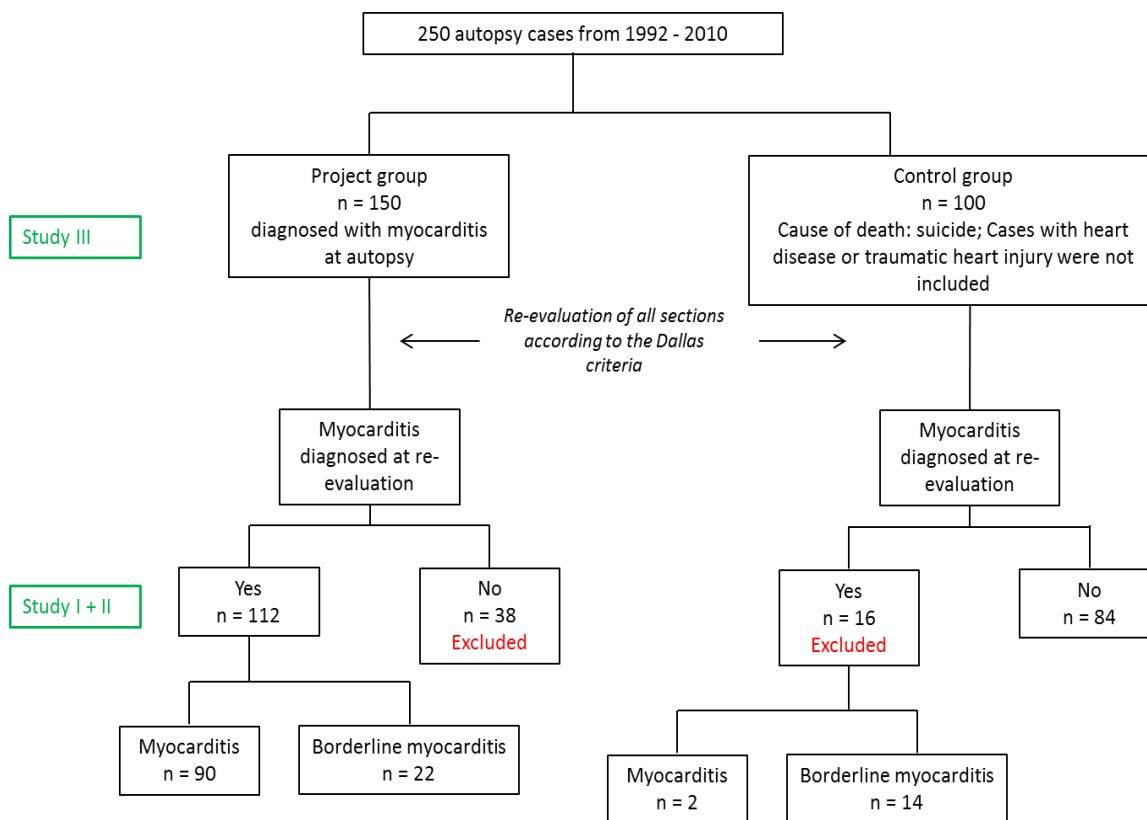 250 autopsy cases from 1992 - 2010
Project group
n = 150
diagnosed with myocarditis
at autopsy
Control group
n = 100
Cause of death: suicide; Cases with heart
disease or traumatic heart injury were not
included
Study III
Re-evaluation of all sections
according to the Dallas
criteria
Myocarditis
diagnosed at re-
evaluation
Myocarditis
diagnosed at re-
evaluation
Study I + II
Yes
n = 112
No
n = 38
Excluded
Yes
n = 16
Excluded
No
n = 84
Myocarditis
n = 90
Borderline myocarditis
n = 22
Myocarditis
n = 2
Borderline myocarditis
n = 14